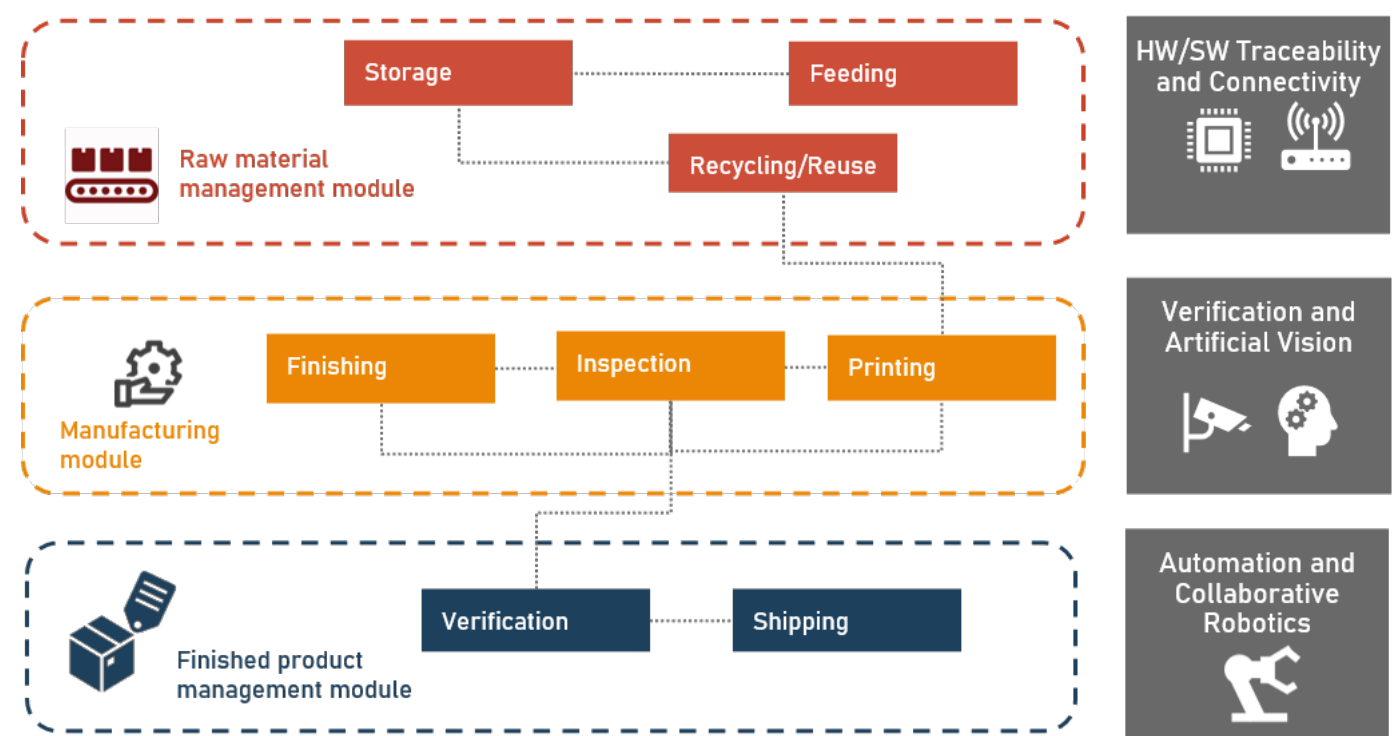 Storage
Feeding
Recycling/Reuse
Raw material
management module
HW/SW Traceability
and Connectivity
Finishing
Inspection
Printing
Manufacturing
module
Verification and
Artificial Vision
Verification
Shipping
Finished product
management module
Automation and
Collaborative
Robotics